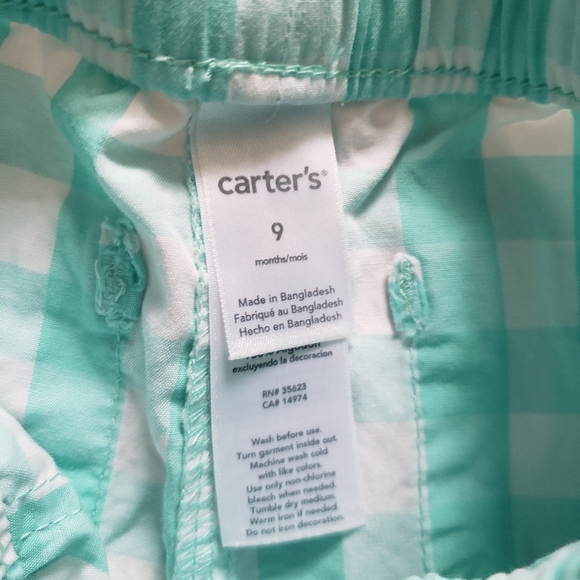 carter's®
9
months/mois
Made in Bangladesh
Fabriqué au Bangladesh
Hecho en Bangladesh
100% Algodon
excluyendo la decoracion
RN# 35623
CA# 14974
Wash before use.
Turn garment inside out.
Machine wash cold
with like colors.
Use only non-chlorine
bleach when needed.
Tumble dry medium.
Warm iron if needed.
Do not iron decoration.